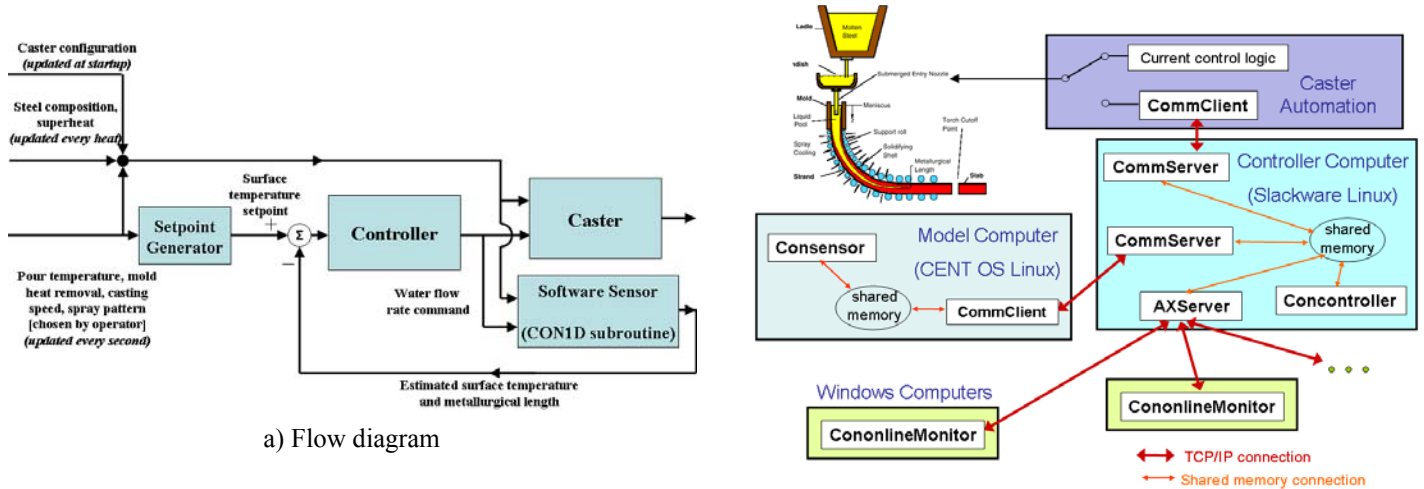 Caster configuration
(updated at startup)
Steel composition,
superheat
(updated every heat)
Surface
temperature
setpoint
+
Σ
−
Setpoint
Generator
Controller
Caster
Pour temperature, mold
heat removal, casting
speed, spray pattern
[chosen by operator]
(updated every second)
Water flow
rate command
Software Sensor
(CON1D subroutine)
Estimated surface temperature
and metallurgical length
a) Flow diagram
Ladle
Molten
Steel
ndish
Submerged Entry Nozzle
Mold
Meniscus
Liquid
Pool
Support roll
Torch Cutoff
Point
Spray
Cooling
Solidifying
Shell
Metallurgical
Length
Strand
Slab
Current control logic
CommClient
Caster
Automation
CommServer
Controller Computer
(Slackware Linux)
shared
memory
CommServer
AXServer
Concontroller
Model Computer
(CENT OS Linux)
Consensor
shared
memory
CommClient
Windows Computers
CononlineMonitor
CononlineMonitor
TCP/IP connection
Shared memory connection